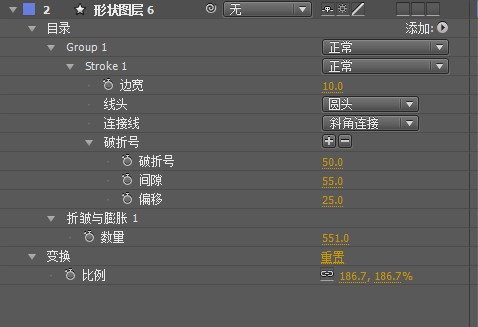 2 形状图层 6 无
目录 添加:
Group 1 正常
Stroke 1 正常
边宽 10.0
线头 圆头
连接线 斜角连接
破折号
破折号 50.0
间隙 55.0
偏移 25.0
折皱与膨胀 1
数量 551.0
变换 重置
比例 186.7, 186.7%